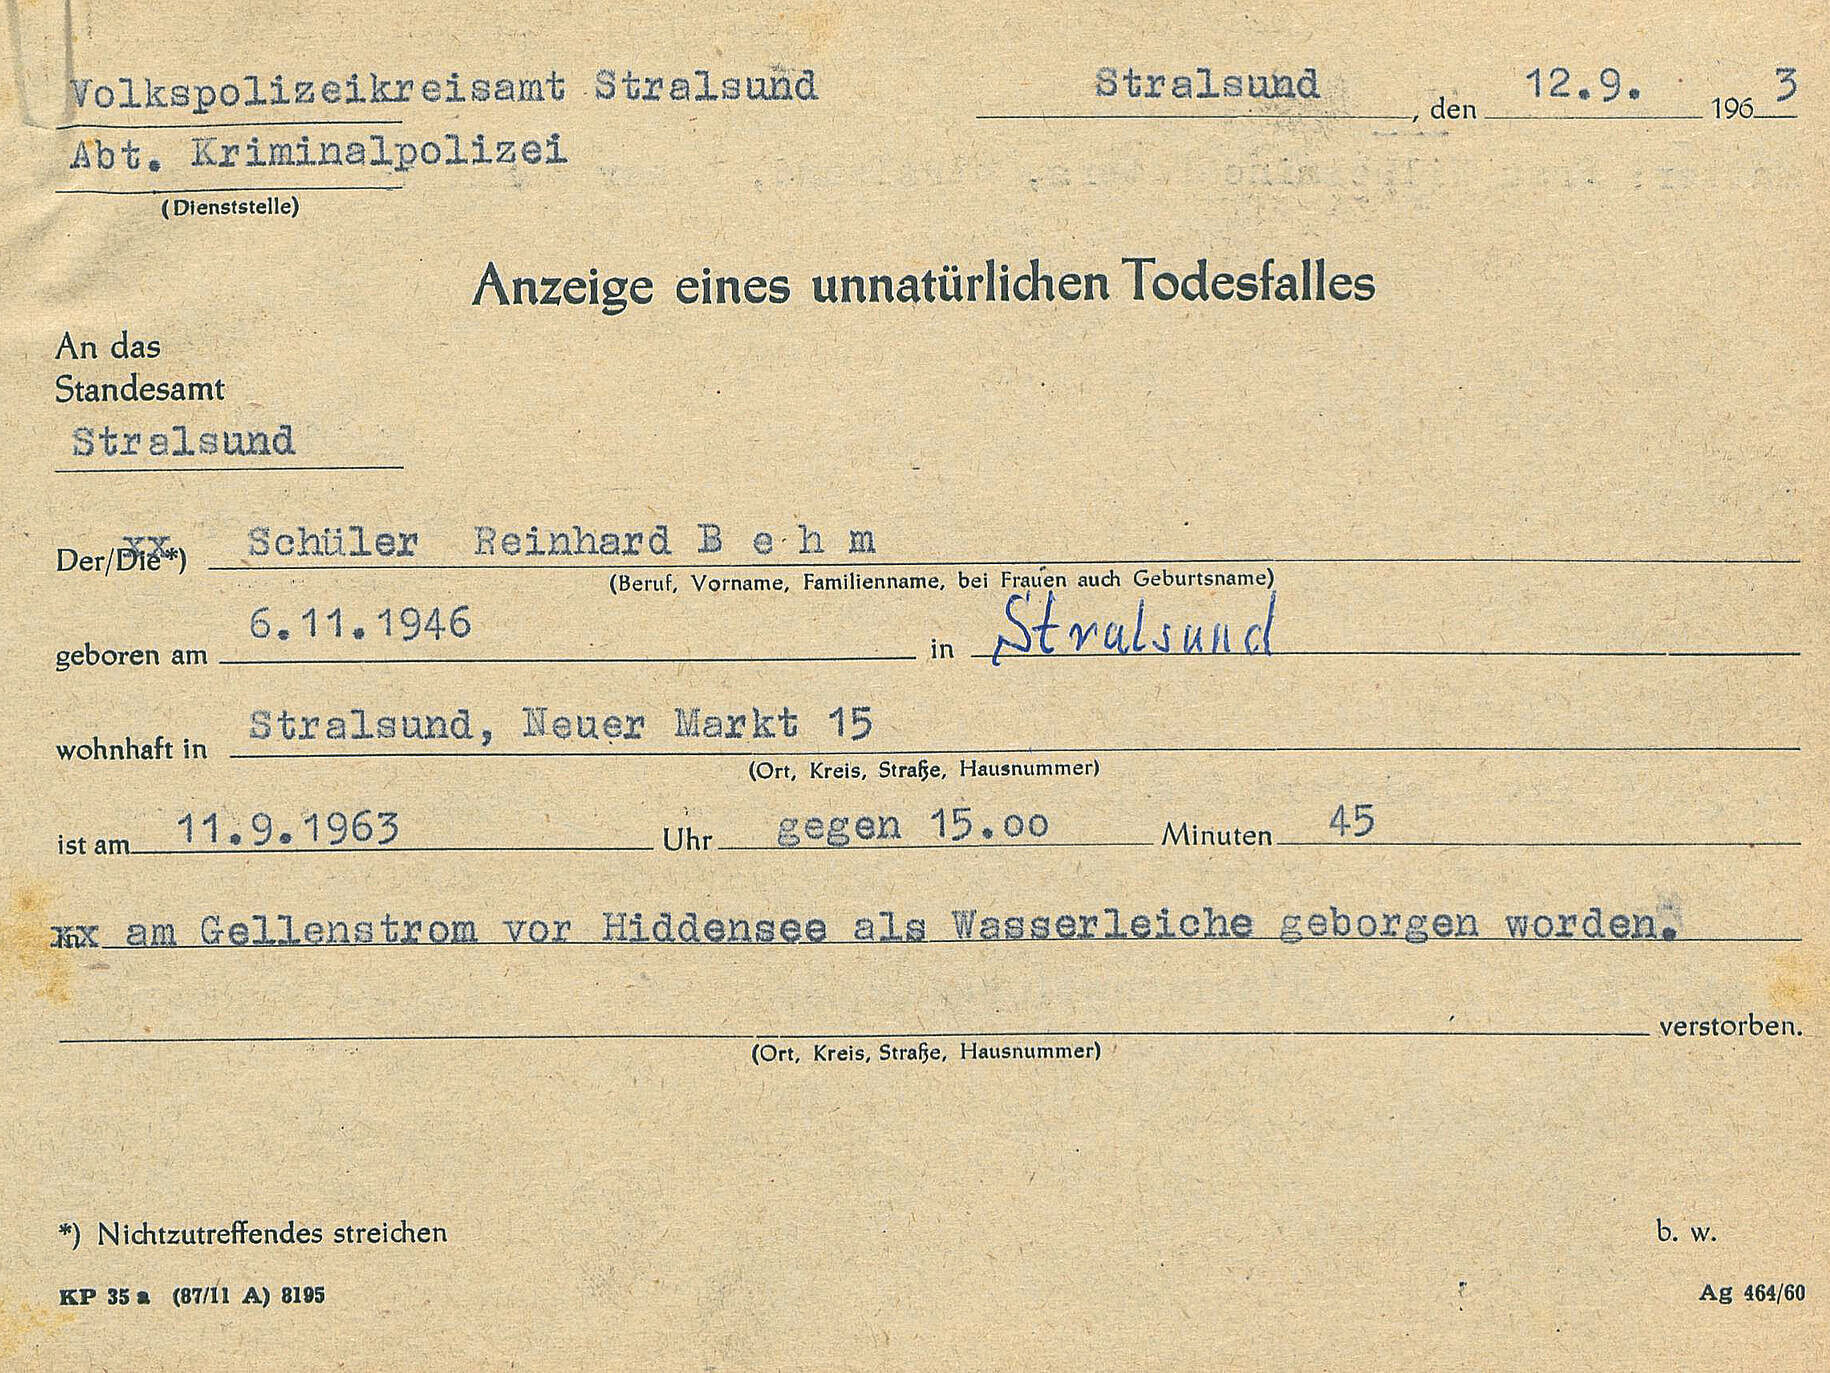 Volkspolizeikreisamt Stralsund
Stralsund, den 12.9. 1963
Abt. Kriminalpolizei
(Dienststelle)
Anzeige eines unnatürlichen Todesfalles
An das
Standesamt
Stralsund
Der/Die*) Schüler Reinhard B e h m
(Beruf, Vorname, Familienname, bei Frauen auch Geburtsname)
geboren am 6.11.1946 in Stralsund
wohnhaft in Stralsund, Neuer Markt 15
(Ort, Kreis, Straße, Hausnummer)
ist am 11.9.1963 Uhr gegen 15.oo Minuten 45
in am Gellenstrom vor Hiddensee als Wasserleiche geborgen worden.
verstorben.
(Ort, Kreis, Straße, Hausnummer)
*) Nichtzutreffendes streichen
b. w.
KP 35 a (87/11 A) 8195
Ag 464/60